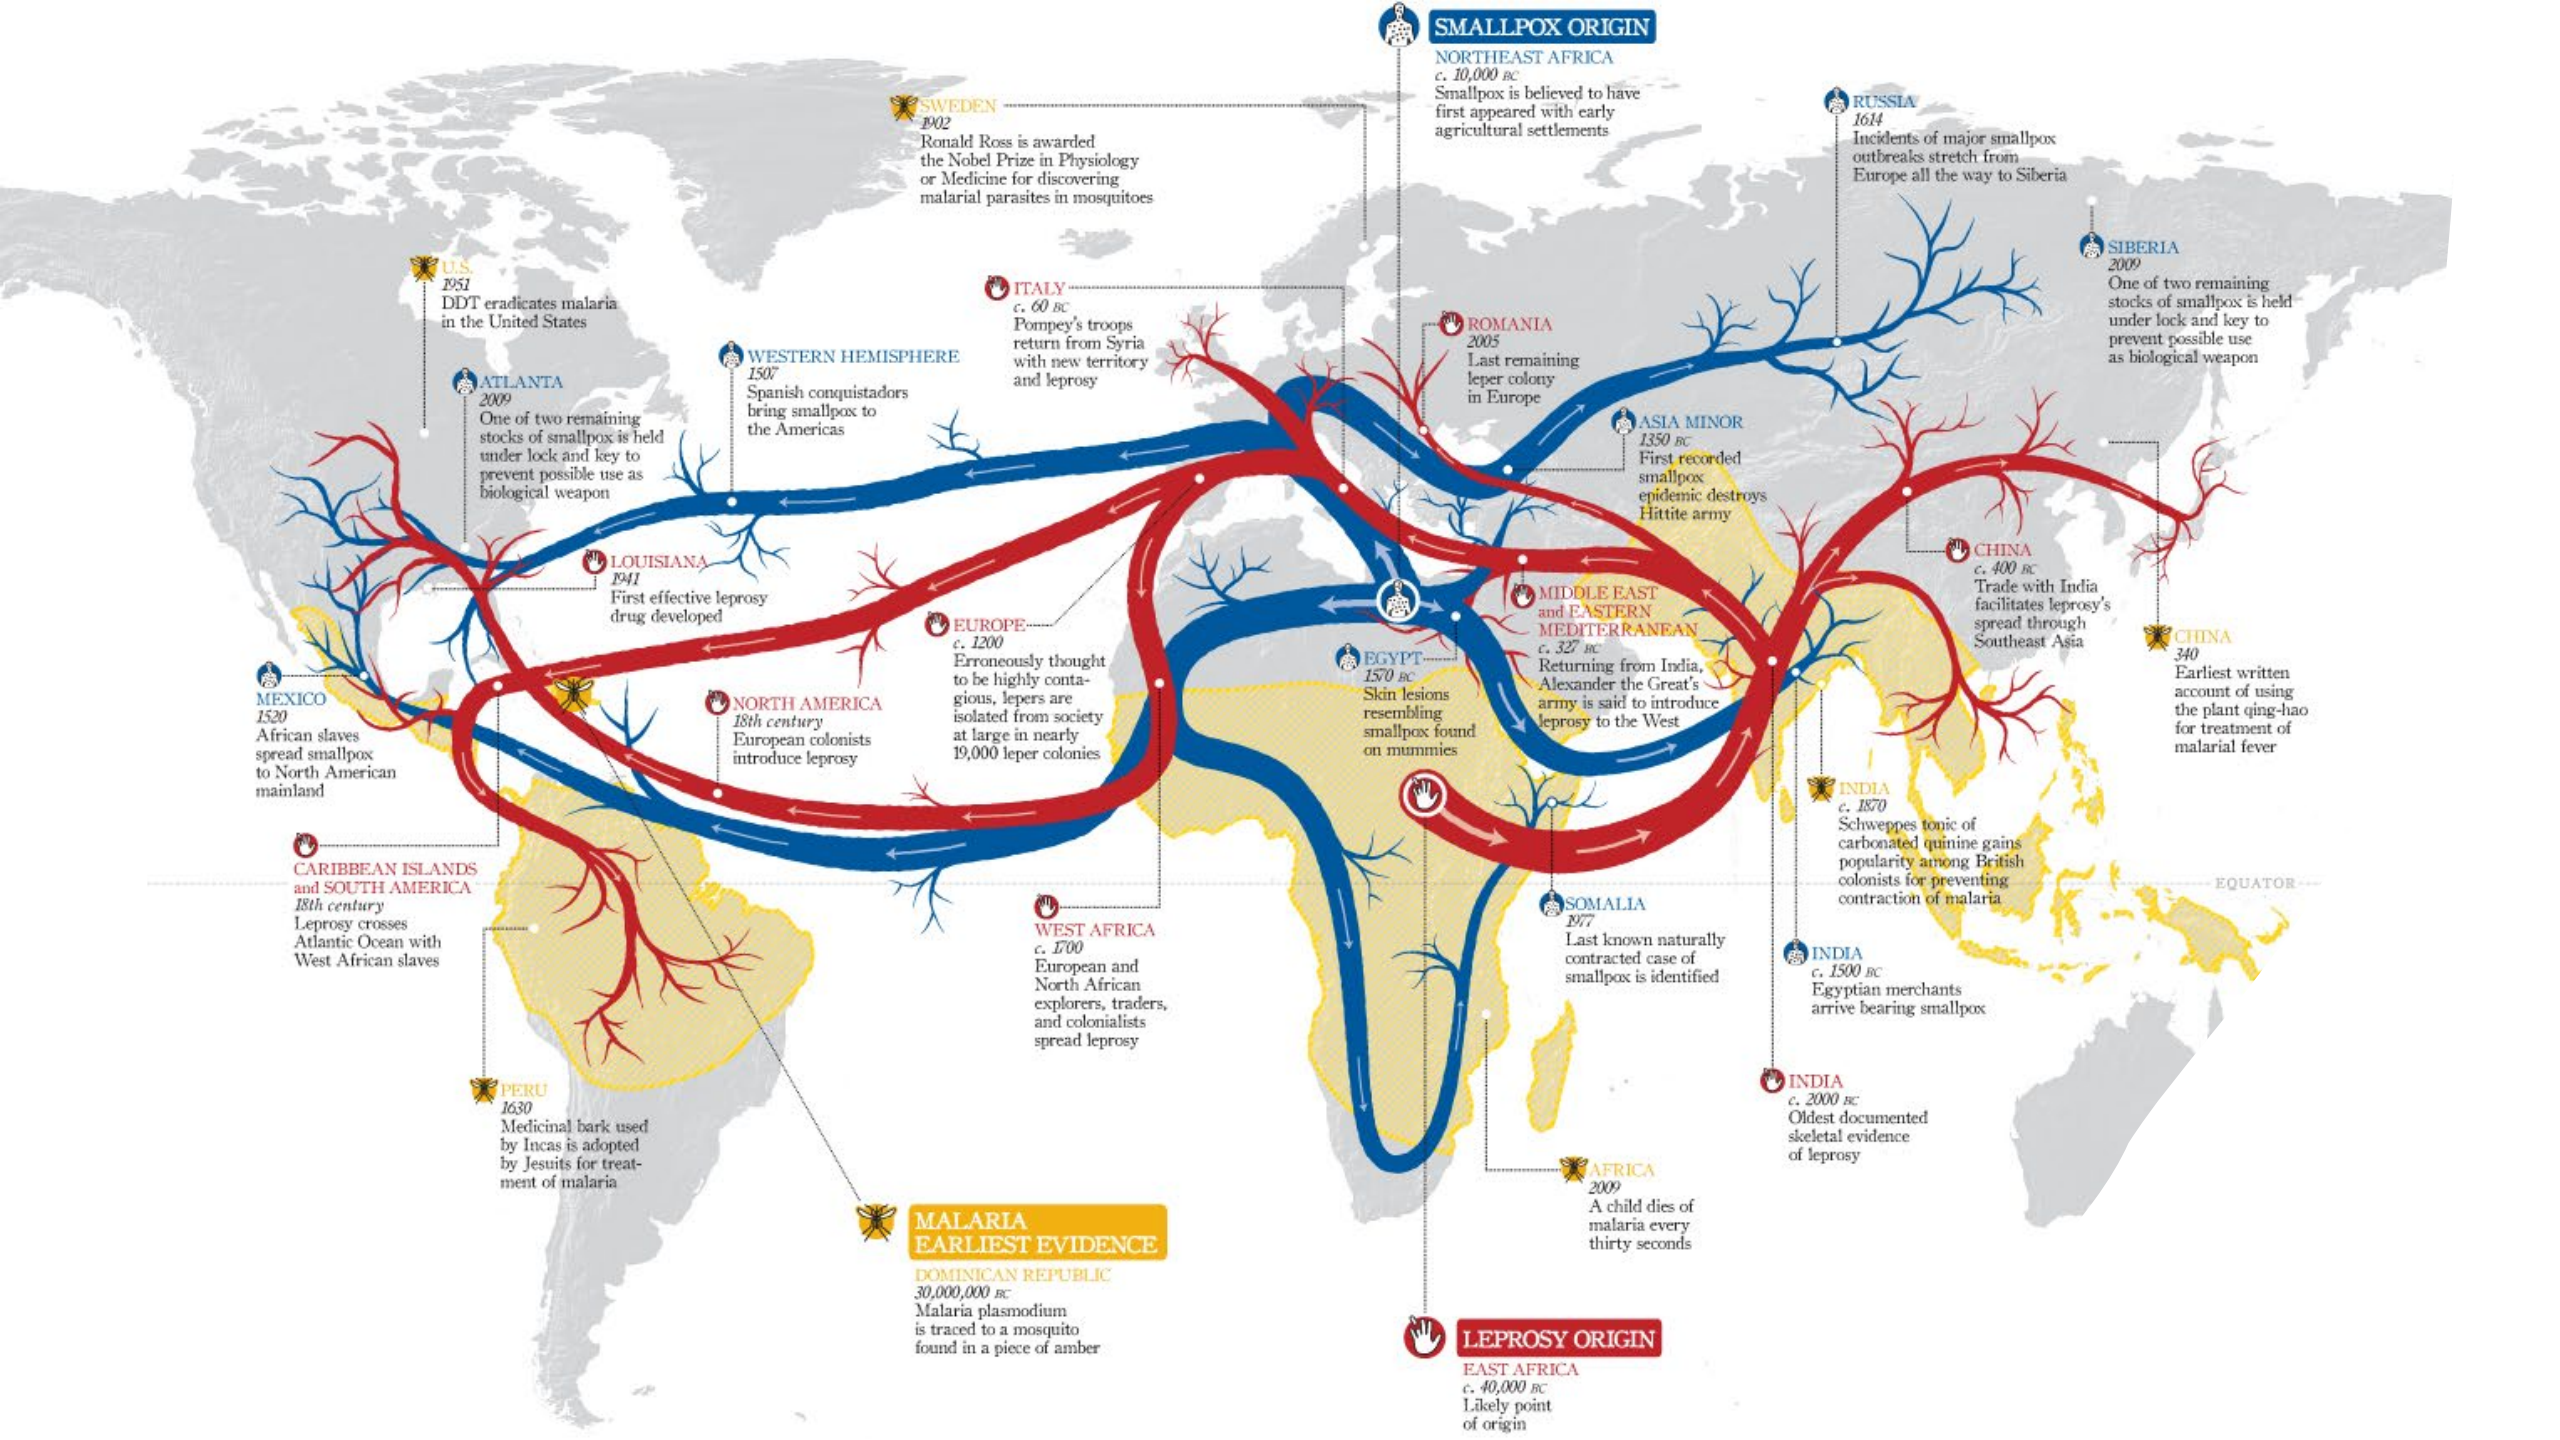 SMALLPOX ORIGIN
NORTHEAST AFRICA
c. 10,000 BC
Smallpox is believed to have
first appeared with early
agricultural settlements
SWEDEN
1902
Ronald Ross is awarded
the Nobel Prize in Physiology
or Medicine for discovering
malarial parasites in mosquitoes
RUSSIA
1614
Incidents of major smallpox
outbreaks stretch from
Europe all the way to Siberia
SIBERIA
2009
One of two remaining
stocks of smallpox is held
under lock and key to
prevent possible use
as biological weapon
U.S.
1951
DDT eradicates malaria
in the United States
ITALY
c. 60 BC
Pompey's troops
return from Syria
with new territory
and leprosy
ROMANIA
2005
Last remaining
leper colony
in Europe
WESTERN HEMISPHERE
1507
Spanish conquistadors
bring smallpox to
the Americas
ATLANTA
2009
One of two remaining
stocks of smallpox is held
under lock and key to
prevent possible use as
biological weapon
ASIA MINOR
1350 BC
First recorded
smallpox
epidemic destroys
Hittite army
LOUISIANA
1941
First effective leprosy
drug developed
CHINA
c. 400 BC
Trade with India
facilitates leprosy's
spread through
Southeast Asia
MIDDLE EAST
and EASTERN
MEDITERRANEAN
c. 327 BC
Returning from India,
Alexander the Great's
army is said to introduce
leprosy to the West
EUROPE
c. 1200
Erroneously thought
to be highly conta-
gious, lepers are
isolated from society
at large in nearly
19,000 leper colonies
EGYPT
1570 BC
Skin lesions
resembling
smallpox found
on mummies
CHINA
340
Earliest written
account of using
the plant qing-hao
for treatment of
malarial fever
MEXICO
1520
African slaves
spread smallpox
to North American
mainland
NORTH AMERICA
18th century
European colonists
introduce leprosy
INDIA
c. 1870
Schweppes tonic of
carbonated quinine gains
popularity among British
colonists for preventing
contraction of malaria
EQUATOR
CARIBBEAN ISLANDS
and SOUTH AMERICA
18th century
Leprosy crosses
Atlantic Ocean with
West African slaves
WEST AFRICA
c. 1700
European and
North African
explorers, traders,
and colonialists
spread leprosy
SOMALIA
1977
Last known naturally
contracted case of
smallpox is identified
INDIA
c. 1500 BC
Egyptian merchants
arrive bearing smallpox
INDIA
c. 2000 BC
Oldest documented
skeletal evidence
of leprosy
PERU
1630
Medicinal bark used
by Incas is adopted
by Jesuits for treat-
ment of malaria
AFRICA
2009
A child dies of
malaria every
thirty seconds
MALARIA
EARLIEST EVIDENCE
DOMINICAN REPUBLIC
30,000,000 BC
Malaria plasmodium
is traced to a mosquito
found in a piece of amber
LEPROSY ORIGIN
EAST AFRICA
c. 40,000 BC
Likely point
of origin